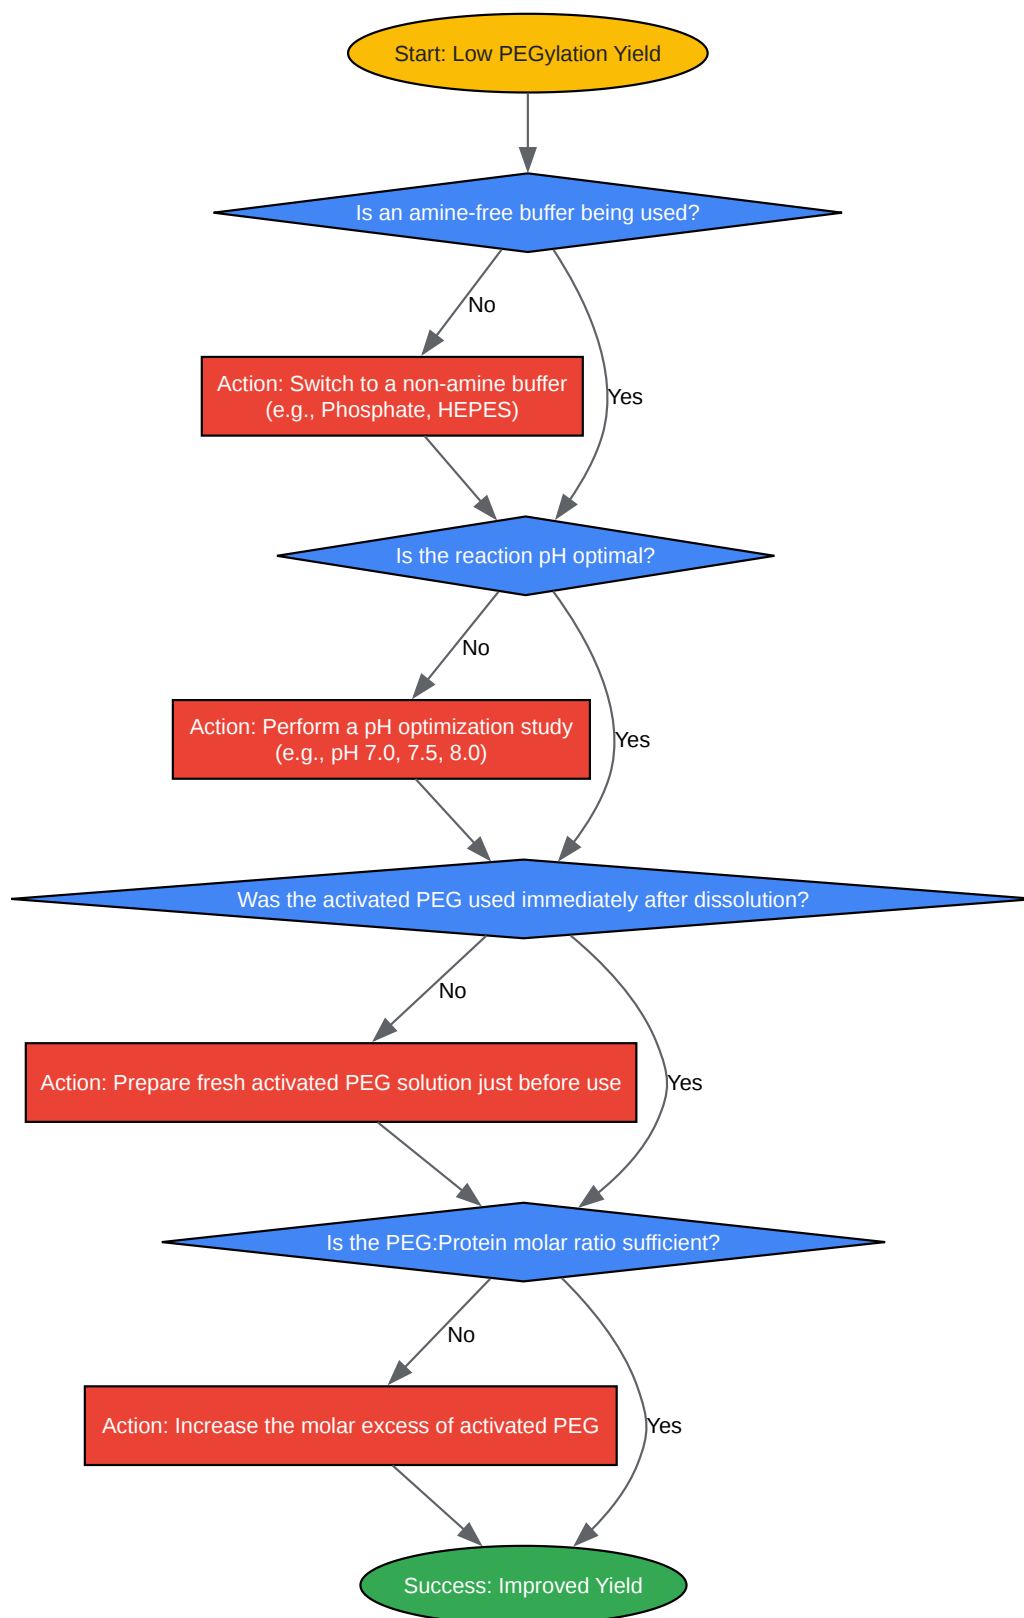 Start: Low PEGylation Yield
Is an amine-free buffer being used?
No
Action: Switch to a non-amine buffer
(e.g., Phosphate, HEPES)
Yes
Is the reaction pH optimal?
No
Action: Perform a pH optimization study
(e.g., pH 7.0, 7.5, 8.0)
Yes
Was the activated PEG used immediately after dissolution?
No
Action: Prepare fresh activated PEG solution just before use
Yes
Is the PEG:Protein molar ratio sufficient?
No
Action: Increase the molar excess of activated PEG
Yes
Success: Improved Yield